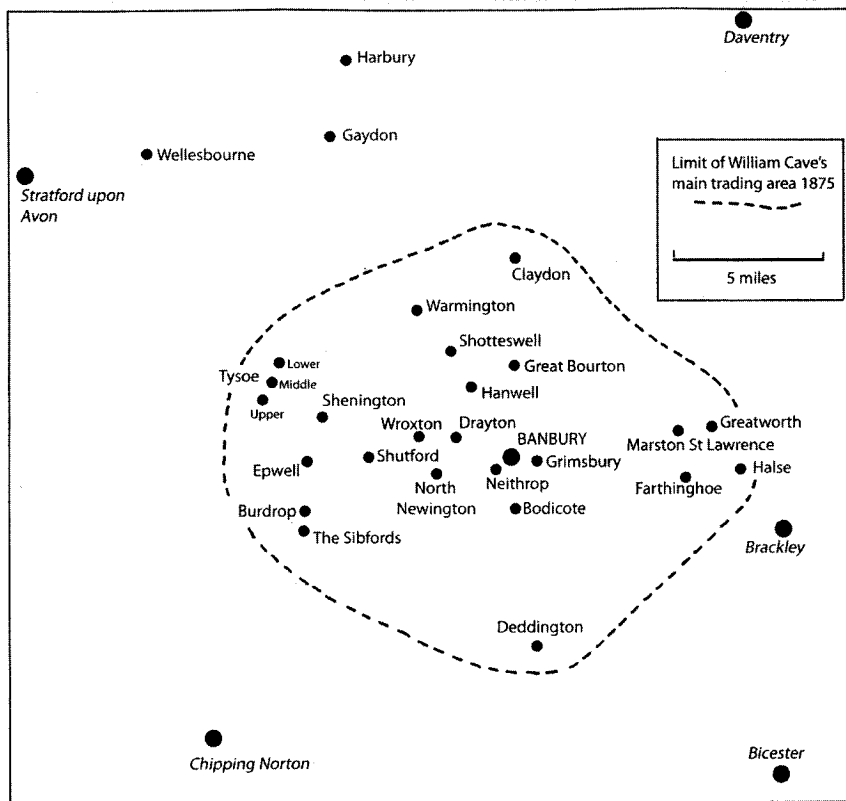 Daventry
Harbury
Gaydon
Wellesbourne
Stratford upon
Avon
Limit of William Cave's
main trading area 1875
5 miles
Claydon
Warmington
Shotteswell
Great Bourton
Lower
Tysoe
Middle
Upper
Hanwell
Shenington
Wroxton
Drayton
Greatworth
BANBURY
Marston St Lawrence
Shutford
Grimsbury
Halse
Epwell
Neithrop
Farthinghoe
North
Newington
Burdrop
Bodicote
The Sibfords
Brackley
Deddington
Chipping Norton
Bicester